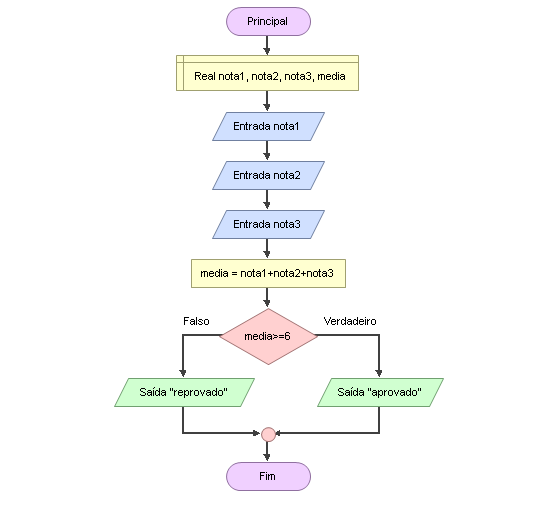 Principal
Real nota1, nota2, nota3, media
Entrada nota1
Entrada nota2
Entrada nota3
media = nota1+nota2+nota3
Falso
Verdadeiro
media>=6
Saída "reprovado"
Saída "aprovado"
Fim